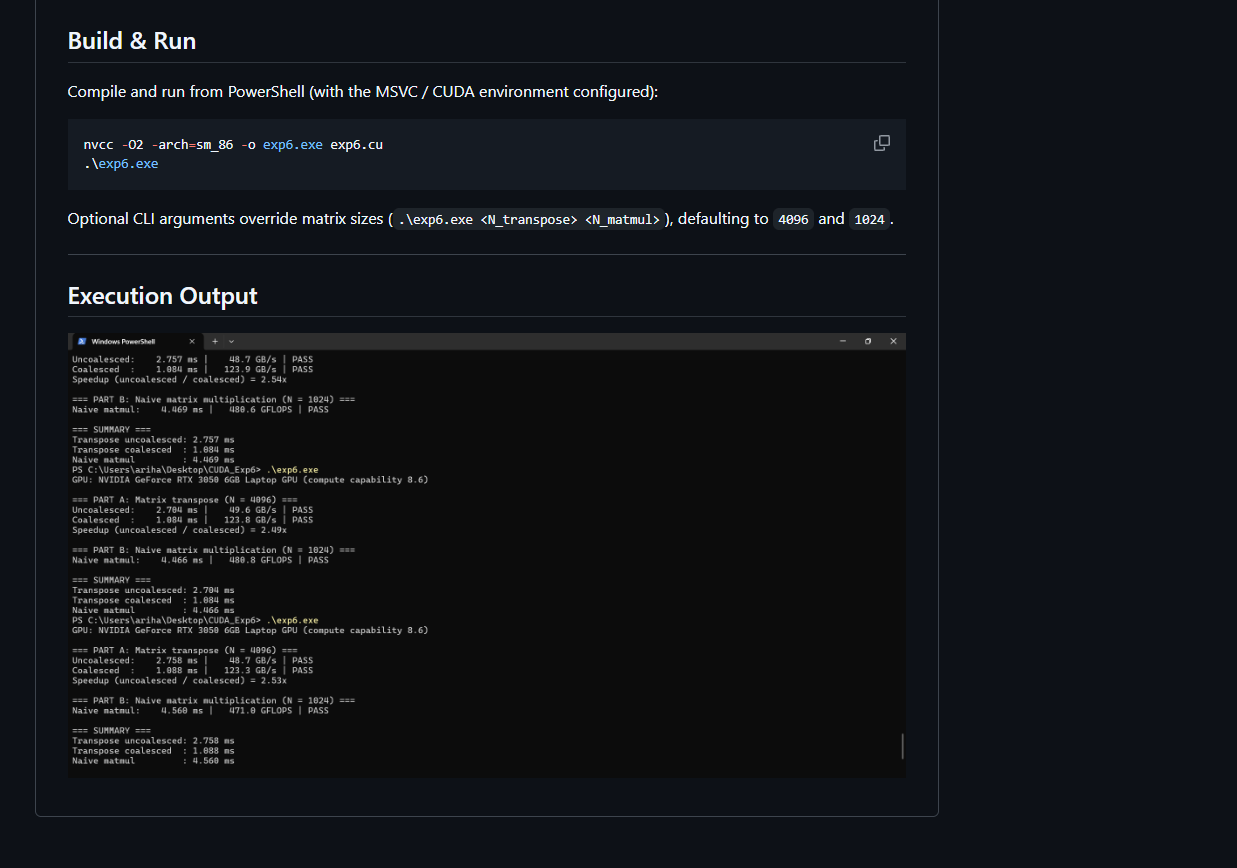 Build & Run
Compile and run from PowerShell (with the MSVC / CUDA environment configured):
nvcc -O2 -arch=sm_86 -o exp6.exe exp6.cu
.\exp6.exe
Optional CLI arguments override matrix sizes ( .\exp6.exe <N_transpose> <N_matmul> ), defaulting to 4096 and 1024 .
Execution Output
Windows PowerShell
Uncoalesced:    2.757 ms |    48.7 GB/s | PASS
Coalesced  :    1.084 ms |   123.9 GB/s | PASS
Speedup (uncoalesced / coalesced) = 2.54x
=== PART B: Naive matrix multiplication (N = 1024) ===
Naive matmul:    4.469 ms |   480.6 GFLOPS | PASS
=== SUMMARY ===
Transpose uncoalesced: 2.757 ms
Transpose coalesced  : 1.084 ms
Naive matmul         : 4.469 ms
PS C:\Users\ariha\Desktop\CUDA_Exp6> .\exp6.exe
GPU: NVIDIA GeForce RTX 3050 6GB Laptop GPU (compute capability 8.6)
=== PART A: Matrix transpose (N = 4096) ===
Uncoalesced:    2.704 ms |    49.6 GB/s | PASS
Coalesced  :    1.084 ms |   123.8 GB/s | PASS
Speedup (uncoalesced / coalesced) = 2.49x
=== PART B: Naive matrix multiplication (N = 1024) ===
Naive matmul:    4.466 ms |   480.8 GFLOPS | PASS
=== SUMMARY ===
Transpose uncoalesced: 2.704 ms
Transpose coalesced  : 1.084 ms
Naive matmul         : 4.466 ms
PS C:\Users\ariha\Desktop\CUDA_Exp6> .\exp6.exe
GPU: NVIDIA GeForce RTX 3050 6GB Laptop GPU (compute capability 8.6)
=== PART A: Matrix transpose (N = 4096) ===
Uncoalesced:    2.758 ms |    48.7 GB/s | PASS
Coalesced  :    1.088 ms |   123.3 GB/s | PASS
Speedup (uncoalesced / coalesced) = 2.53x
=== PART B: Naive matrix multiplication (N = 1024) ===
Naive matmul:    4.560 ms |   471.0 GFLOPS | PASS
=== SUMMARY ===
Transpose uncoalesced: 2.758 ms
Transpose coalesced  : 1.088 ms
Naive matmul         : 4.560 ms